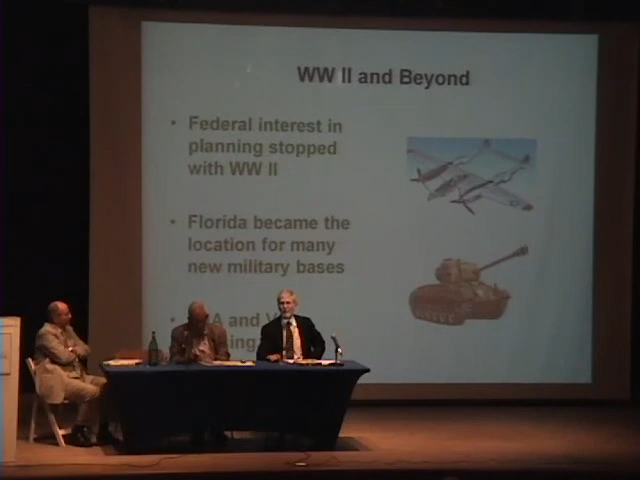 WW II and Beyond
• Federal interest in
planning stopped
with WW II
• Florida became the
location for many
new military bases
A and